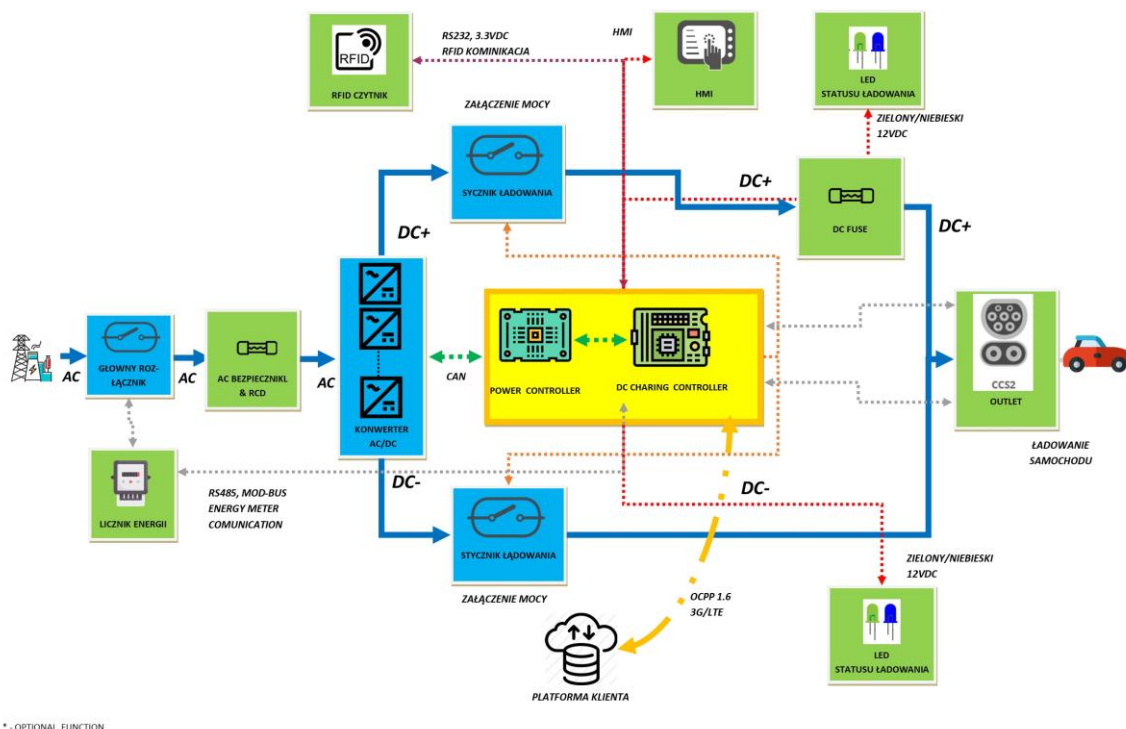 RS232, 3.3VDC
RFID KOMINIKACJA
HMI
RFID
RFID CZYTNIK
HMI
LED
STATUSU ŁADOWANIA
ZAŁĄCZENIE MOCY
ZIELONY/NIEBIESKI
12VDC
SYCZNIK ŁADOWANIA
DC+
DC+
DC FUSE
DC+
AC
GŁOWNY ROZ-
ŁĄCZNIK
AC
AC BEZPIECZNIKL
& RCD
AC
KONWERTER
AC/DC
CAN
POWER CONTROLLER
DC CHARING CONTROLLER
CCS2
OUTLET
ŁADOWANIE
SAMOCHODU
LICZNIK ENERGII
RS485, MOD-BUS
ENERGY METER
COMUNICATION
DC-
DC-
STYCZNIK ŁĄDOWANIA
ZAŁĄCZENIE MOCY
ZIELONY/NIEBIESKI
12VDC
OCPP 1.6
3G/LTE
LED
STATUSU ŁADOWANIA
PLATFORMA KLIENTA
* - OPTIONAL FUNCTION